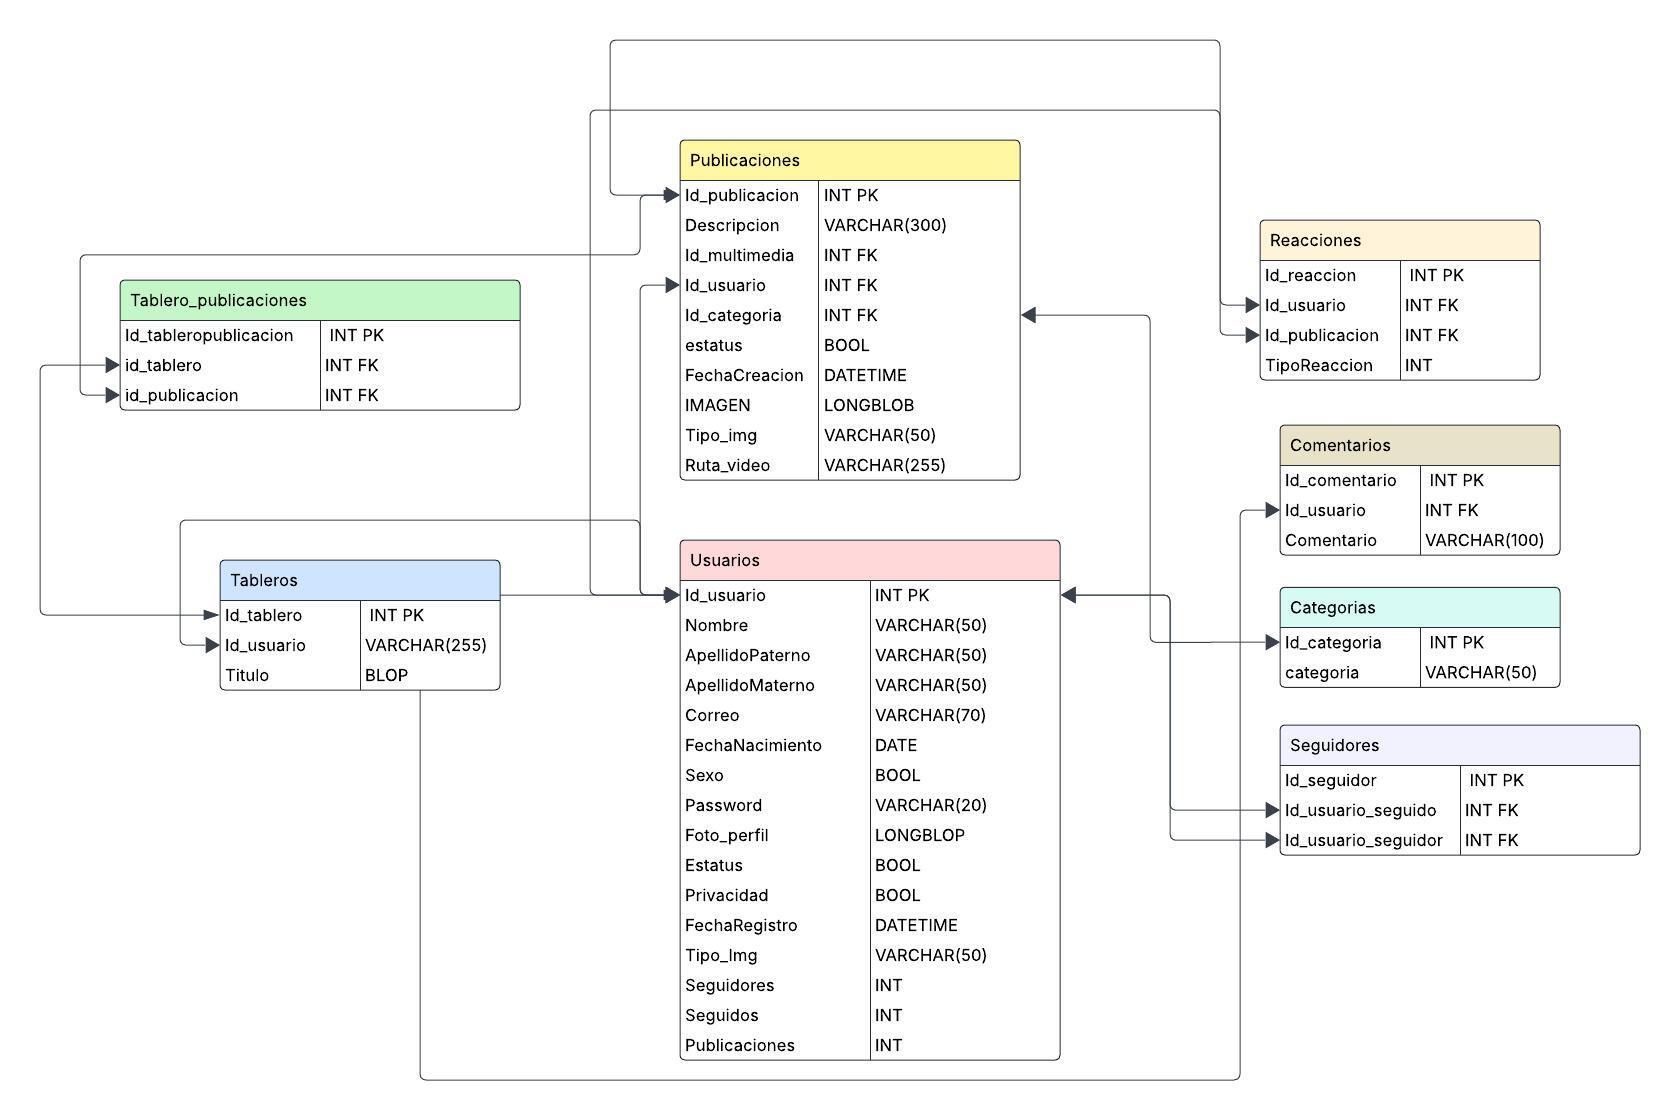 Publicaciones
Id_publicacion INT PK
Descripcion VARCHAR(300)
Id_multimedia INT FK
Id_usuario INT FK
Id_categoria INT FK
estatus BOOL
FechaCreacion DATETIME
IMAGEN LONGBLOB
Tipo_img VARCHAR(50)
Ruta_video VARCHAR(255)
Reacciones
Id_reaccion INT PK
Id_usuario INT FK
Id_publicacion INT FK
TipoReaccion INT
Tablero_publicaciones
Id_tableropublicacion INT PK
id_tablero INT FK
id_publicacion INT FK
Comentarios
Id_comentario INT PK
Id_usuario INT FK
Comentario VARCHAR(100)
Tableros
Id_tablero INT PK
Id_usuario VARCHAR(255)
Titulo BLOP
Usuarios
Id_usuario INT PK
Nombre VARCHAR(50)
ApellidoPaterno VARCHAR(50)
ApellidoMaterno VARCHAR(50)
Correo VARCHAR(70)
FechaNacimiento DATE
Sexo BOOL
Password VARCHAR(20)
Foto_perfil LONGBLOP
Estatus BOOL
Privacidad BOOL
FechaRegistro DATETIME
Tipo_Img VARCHAR(50)
Seguidores INT
Seguidos INT
Publicaciones INT
Categorias
Id_categoria INT PK
categoria VARCHAR(50)
Seguidores
Id_seguidor INT PK
Id_usuario_seguido INT FK
Id_usuario_seguidor INT FK